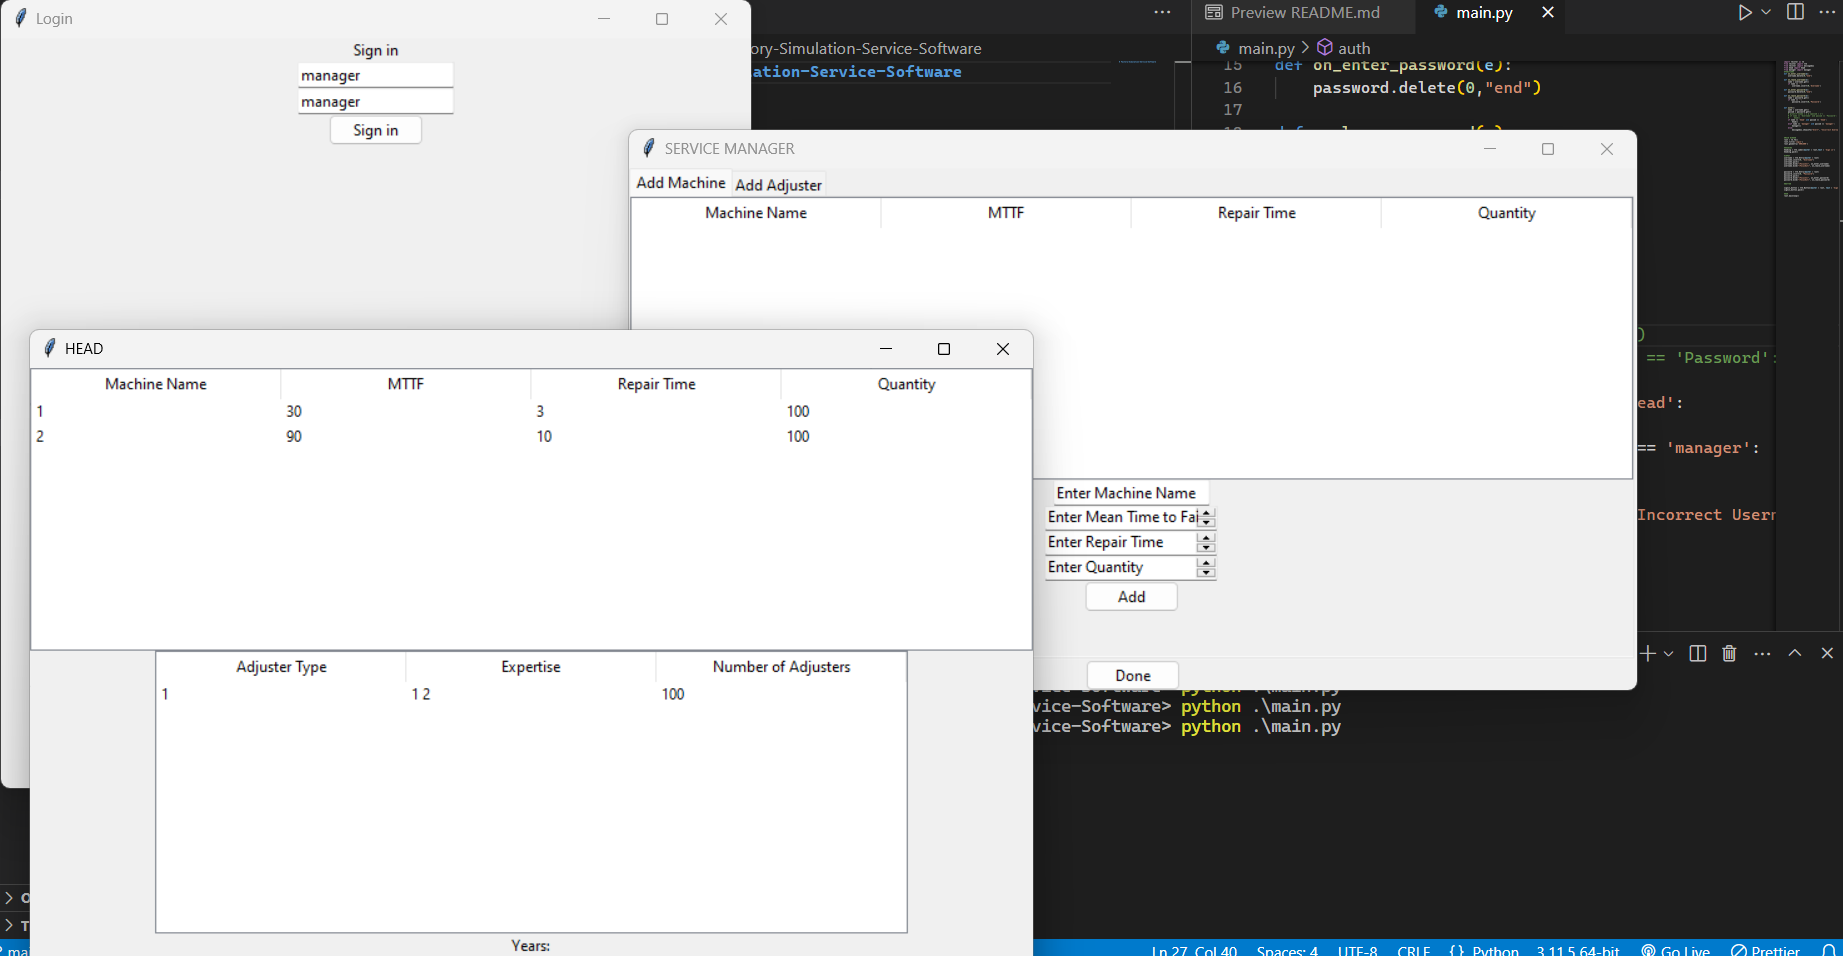 Login
Sign in
manager
manager
Sign in
ory-Simulation-Service-Software
ation-Service-Software
Preview README.md
main.py
main.py > auth
15 def on_enter_password(e):
16 password.delete(0,"end")
17
SERVICE MANAGER
Add Machine Add Adjuster
Machine Name MTTF Repair Time Quantity
)
== 'Password':
ead':
== 'manager':
Incorrect Usern
Enter Machine Name
Enter Mean Time to Fai
Enter Repair Time
Enter Quantity
Add
Done
HEAD
Machine Name MTTF Repair Time Quantity
1 30 3 100
2 90 10 100
Adjuster Type Expertise Number of Adjusters
1 1 2 100
Years:
vice-Software> python .\main.py
vice-Software> python .\main.py
Ln 27, Col 40 Spaces: 4 UTF-8 CRLF {} Python 3.11.5 64-bit Go Live Prettier